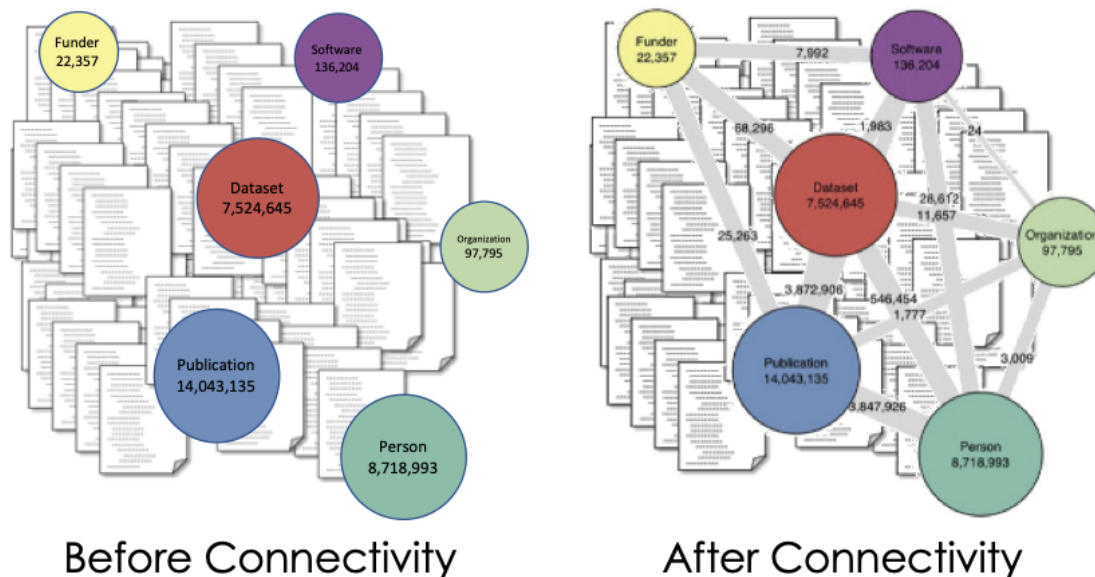 Funder
22,357
Software
136,204
Dataset
7,524,645
Organization
97,795
Publication
14,043,135
Person
8,718,993
Before Connectivity
Funder
22,357
7,992
Software
136,204
68,296
1,983
24
Dataset
7,524,645
28,612
11,657
25,263
Organization
97,795
3,872,906
546,454
1,777
Publication
14,043,135
3,009
3,847,926
Person
8,718,993
After Connectivity